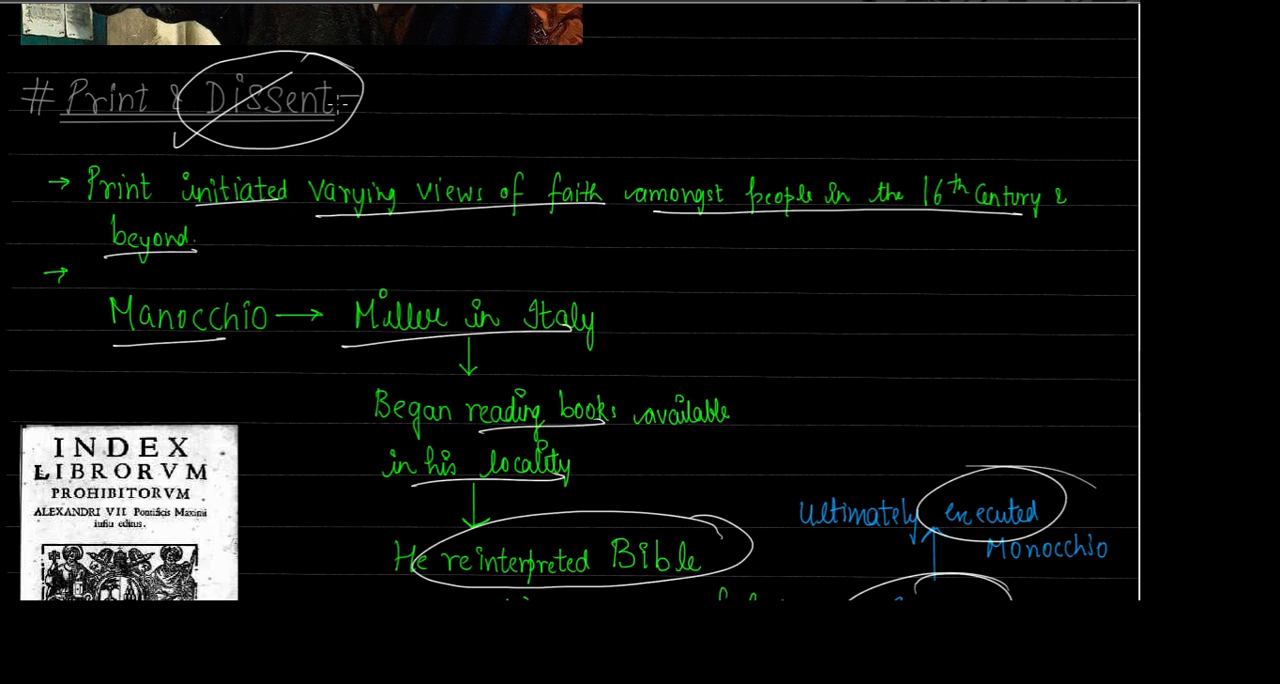 # Print & Dissent:-
→ Print initiated varying views of faith amongst people in the 16th Century &
beyond.
→
Manocchio → Miller in Italy
Began reading books available
in his locality
He reinterpreted Bible
Ultimately executed
Monocchio
INDEX
LIBRORVM
PROHIBITORVM
ALEXANDRI VII Pontificis Maximi
iussu editus.